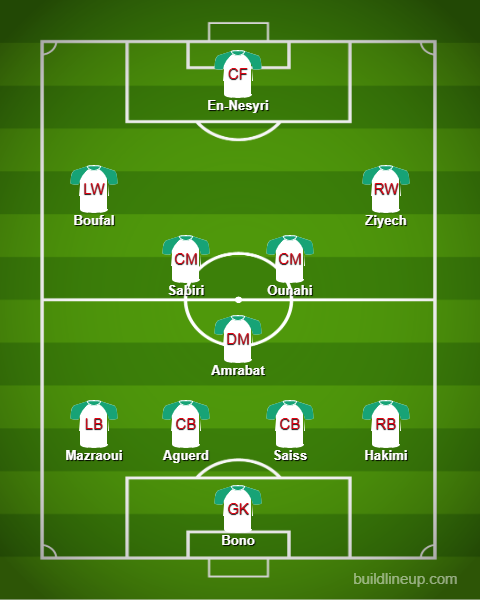 CF
En-Nesyri
LW
RW
Boufal
Ziyech
CM
CM
Sabiri
Ounahi
DM
Amrabat
LB
CB
CB
RB
Mazraoui
Aguerd
Saiss
Hakimi
GK
Bono
buildlineup.com